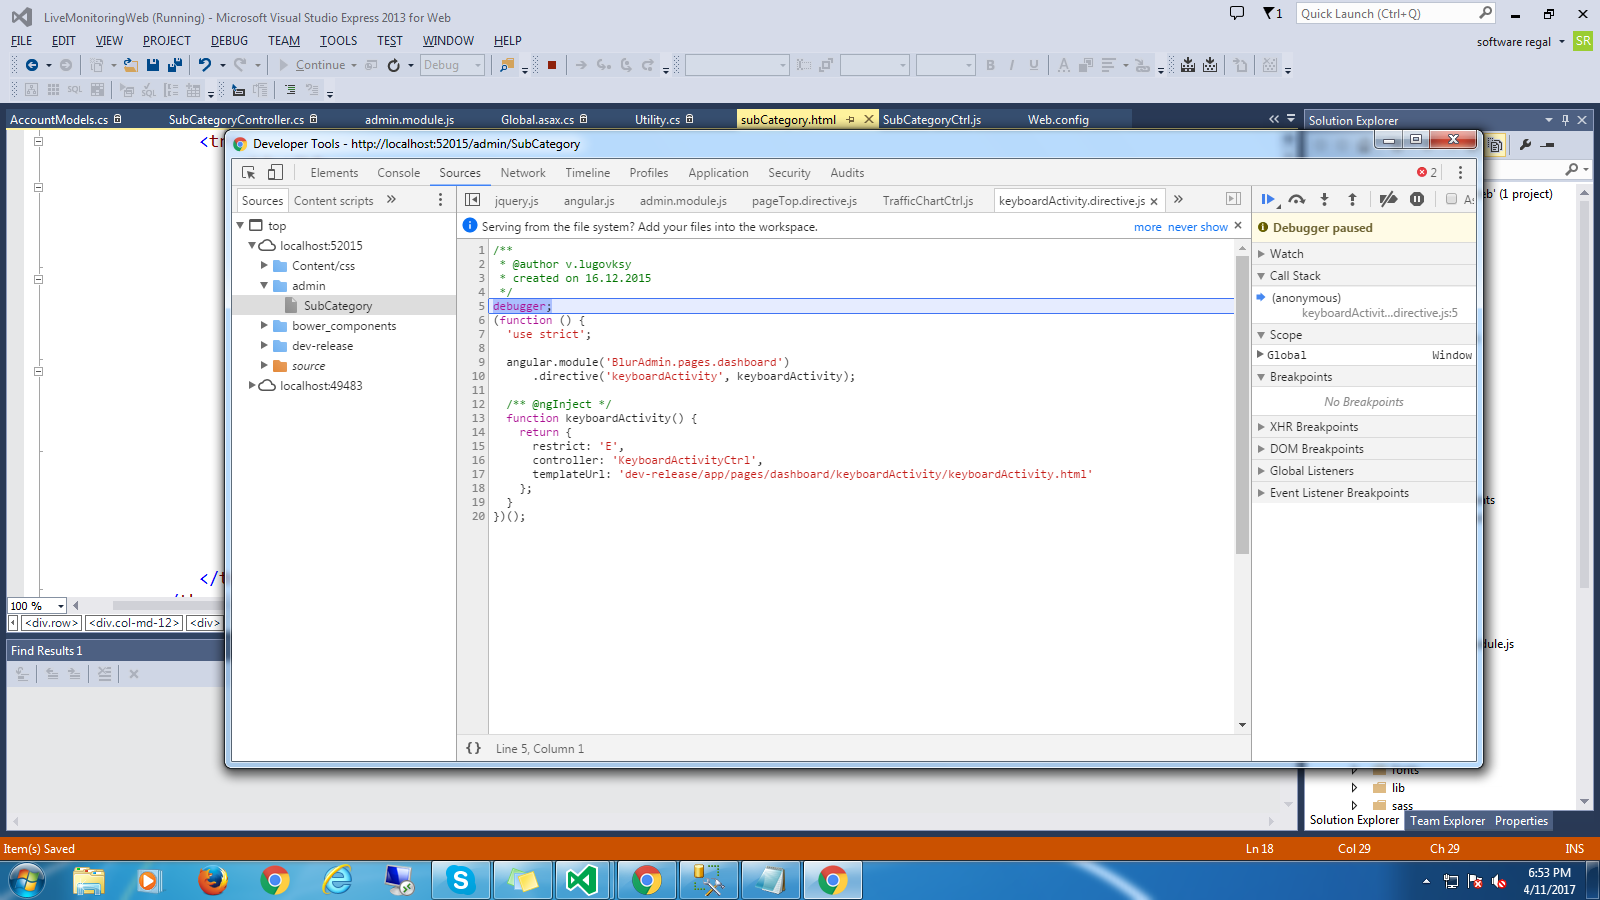 LiveMonitoringWeb (Running) - Microsoft Visual Studio Express 2013 for Web
1
Quick Launch (Ctrl+Q)
FILE EDIT VIEW PROJECT DEBUG TEAM TOOLS TEST WINDOW HELP
software regal SR
Continue Debug
AccountModels.cs SubCategoryController.cs admin.module.js Global.asax.cs Utility.cs subCategory.html SubCategoryCtrl.js Web.config
Solution Explorer
Developer Tools - http://localhost:52015/admin/SubCategory
Elements Console Sources Network Timeline Profiles Application Security Audits 2
Sources Content scripts »
jquery.js angular.js admin.module.js pageTop.directive.js TrafficChartCtrl.js keyboardActivity.directive.js × »
(1 project)
top
localhost:52015
Content/css
admin
SubCategory
bower_components
dev-release
source
localhost:49483
Serving from the file system? Add your files into the workspace. more never show ×
1 /**
2 * @author v.lugovksy
3 * created on 16.12.2015
4 */
5 debugger;
6 (function () {
7 'use strict';
8
9 angular.module('BlurAdmin.pages.dashboard')
10 .directive('keyboardActivity', keyboardActivity);
11
12 /** @ngInject */
13 function keyboardActivity() {
14 return {
15 restrict: 'E',
16 controller: 'KeyboardActivityCtrl',
17 templateUrl: 'dev-release/app/pages/dashboard/keyboardActivity/keyboardActivity.html'
18 };
19 }
20 })();
{} Line 5, Column 1
Debugger paused
Watch
Call Stack
(anonymous)
keyboardActivit...directive.js:5
Scope
Global Window
Breakpoints
No Breakpoints
XHR Breakpoints
DOM Breakpoints
Global Listeners
Event Listener Breakpoints
100 %
<div.row> <div.col-md-12> <div>
Find Results 1
fonts
lib
sass
Solution Explorer Team Explorer Properties
Item(s) Saved Ln 18 Col 29 Ch 29 INS
6:53 PM
4/11/2017